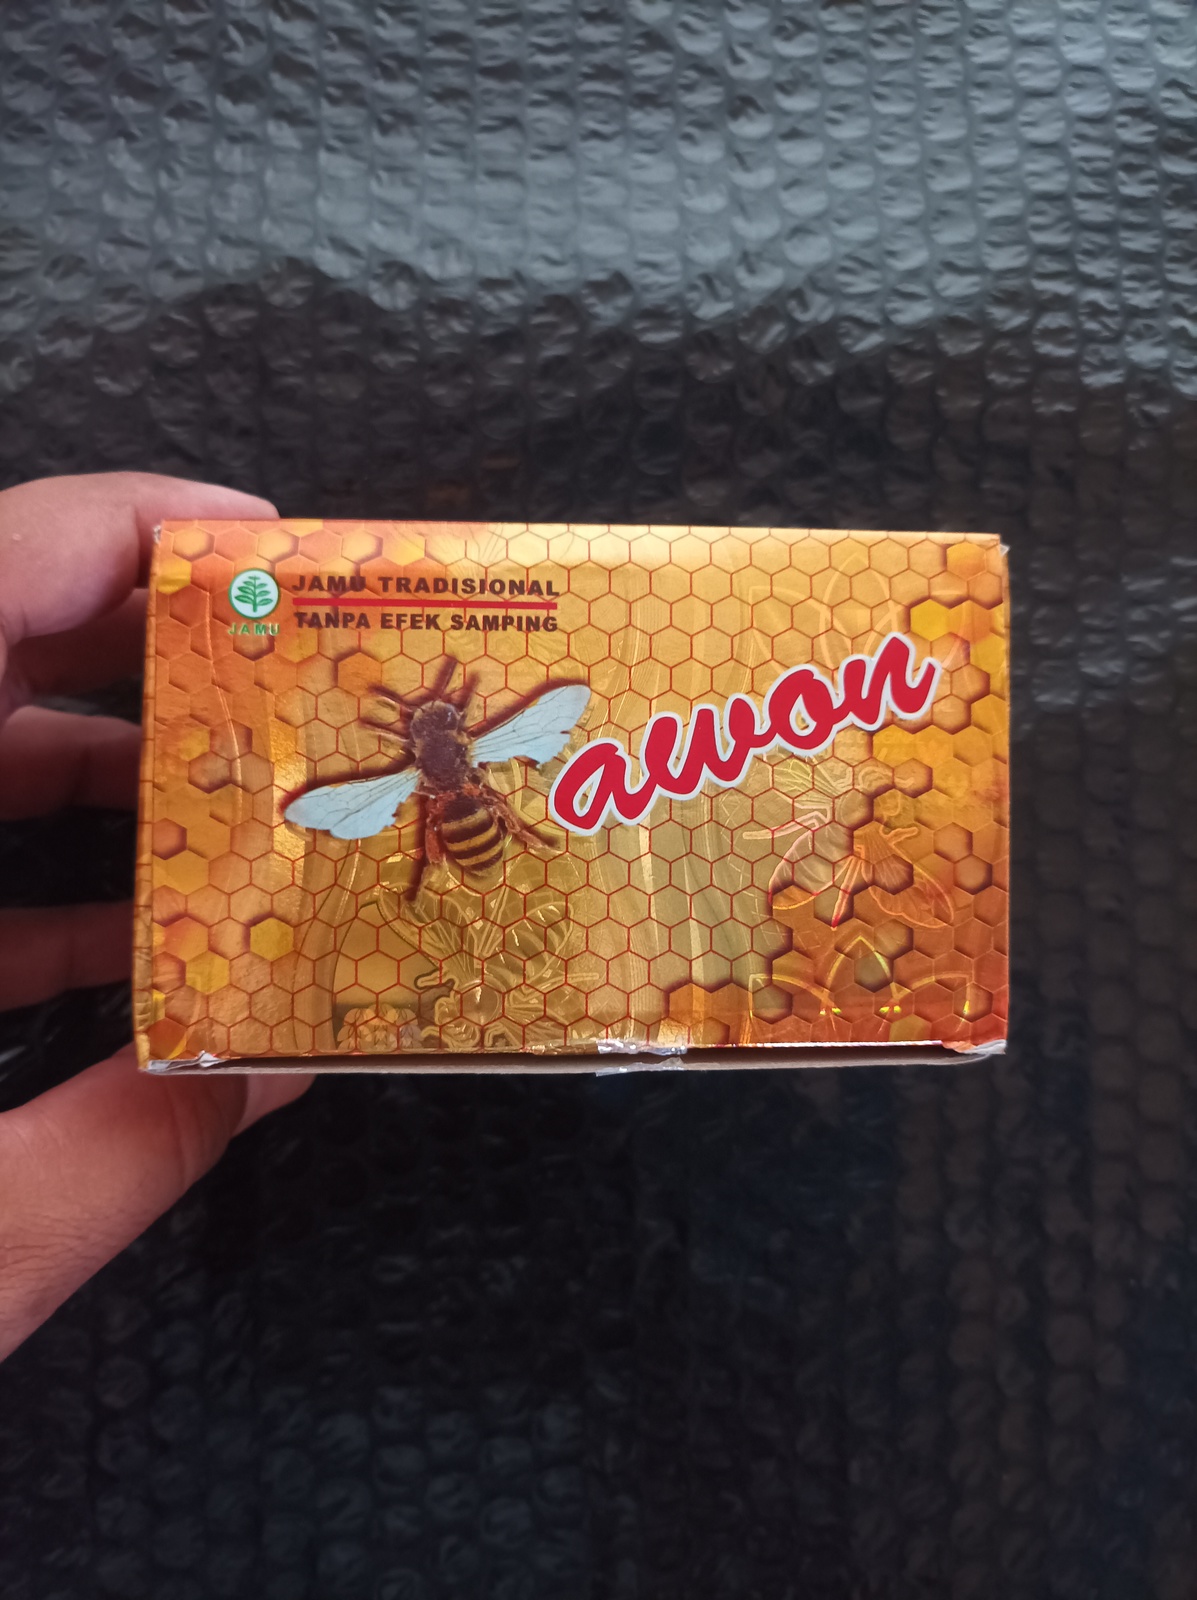 JAMU
JAMU TRADISIONAL
TANPA EFEK SAMPING
awon